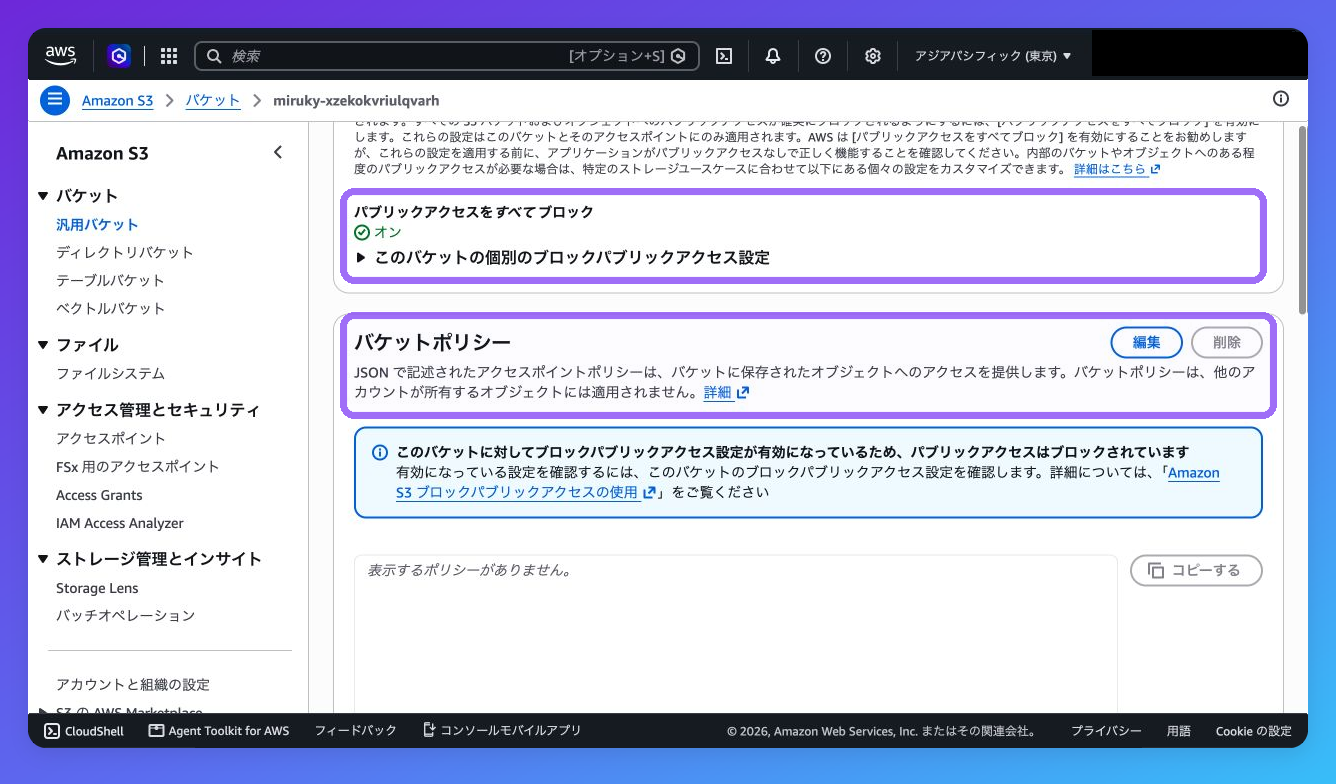 aws
検索
[オプション+S]
アジアパシフィック (東京) ▼
Amazon S3 > バケット > miruky-xzekokvriulqvarh
Amazon S3
▼ バケット
汎用バケット
ディレクトリバケット
テーブルバケット
ベクトルバケット
▼ ファイル
ファイルシステム
▼ アクセス管理とセキュリティ
アクセスポイント
FSx 用のアクセスポイント
Access Grants
IAM Access Analyzer
▼ ストレージ管理とインサイト
Storage Lens
バッチオペレーション
アカウントと組織の設定
S3 の AWS Marketplace
します。これらの設定はこのバケットとそのアクセスポイントにのみ適用されます。AWS は [パブリックアクセスをすべてブロック] を有効にすることをお勧めします
が、これらの設定を適用する前に、アプリケーションがパブリックアクセスなしで正しく機能することを確認してください。内部のバケットやオブジェクトへのある程
度のパブリックアクセスが必要な場合は、特定のストレージユースケースに合わせて以下にある個々の設定をカスタマイズできます。 詳細はこちら
パブリックアクセスをすべてブロック
オン
▶ このバケットの個別のブロックパブリックアクセス設定
バケットポリシー
編集
削除
JSON で記述されたアクセスポイントポリシーは、バケットに保存されたオブジェクトへのアクセスを提供します。バケットポリシーは、他のア
カウントが所有するオブジェクトには適用されません。詳細
このバケットに対してブロックパブリックアクセス設定が有効になっているため、パブリックアクセスはブロックされています
有効になっている設定を確認するには、このバケットのブロックパブリックアクセス設定を確認します。詳細については、「Amazon
S3 ブロックパブリックアクセスの使用」をご覧ください
表示するポリシーがありません。
コピーする
CloudShell
Agent Toolkit for AWS
フィードバック
コンソールモバイルアプリ
© 2026, Amazon Web Services, Inc. またはその関連会社。
プライバシー
用語
Cookie の設定